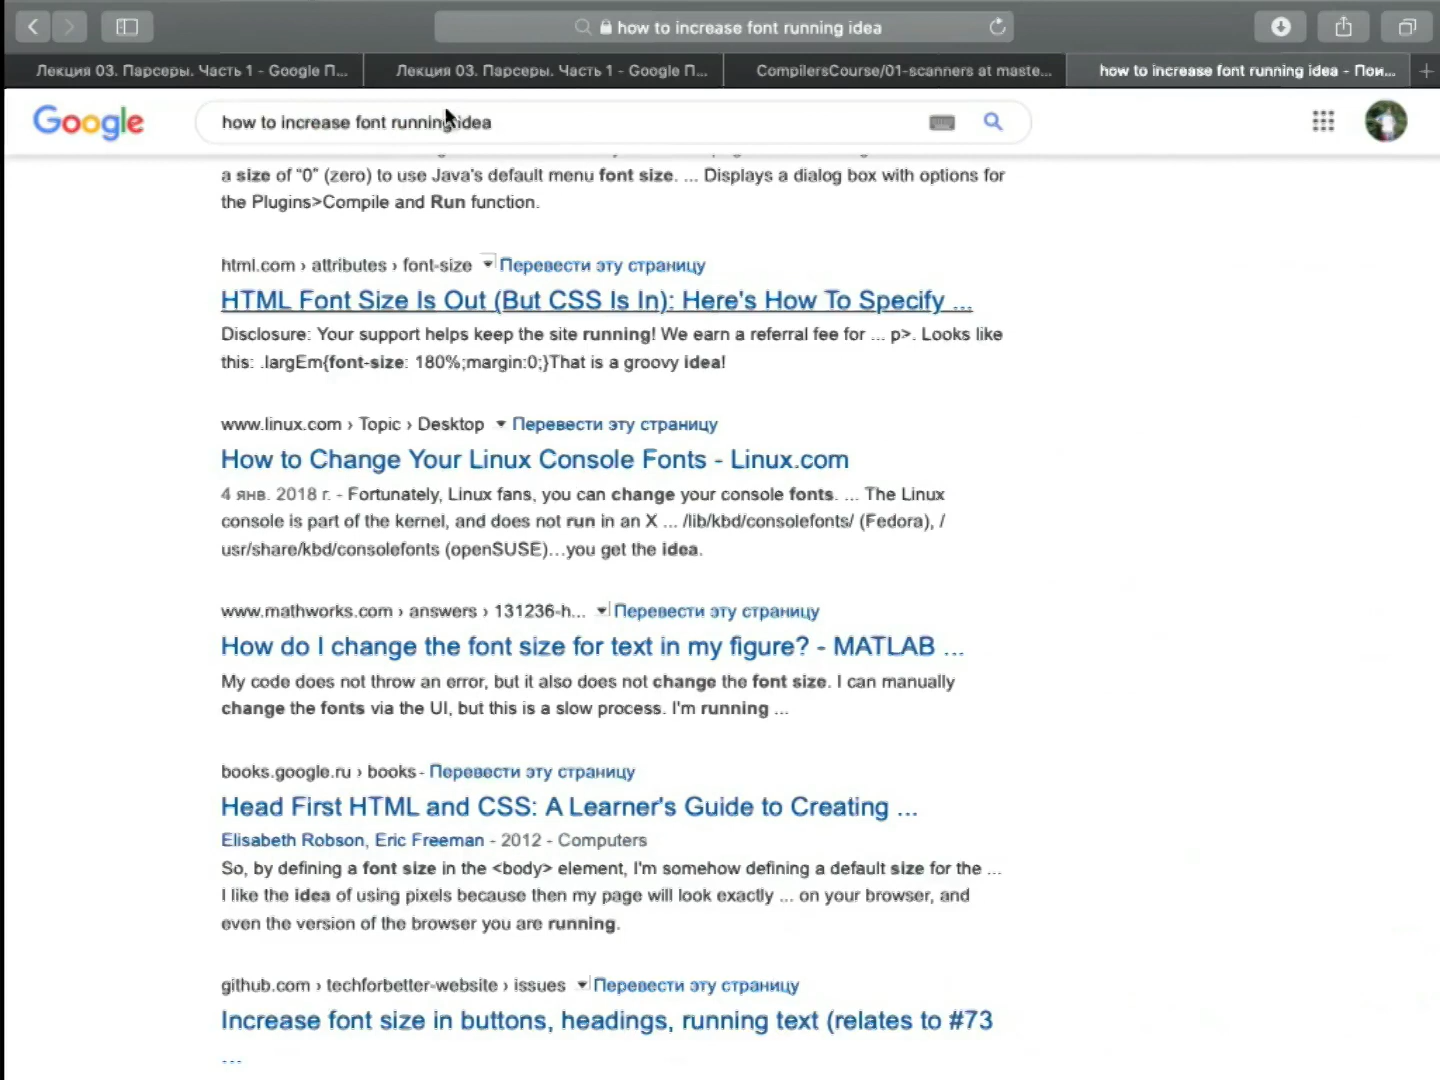 how to increase font running idea
Лекция 03. Парсеры. Часть 1 - Google П...
Лекция 03. Парсеры. Часть 1 - Google П...
CompilersCourse/01-scanners at maste...
how to increase font running idea - Пои...
Google
how to increase font running idea
a size of "0" (zero) to use Java's default menu font size. ... Displays a dialog box with options for
the Plugins>Compile and Run function.
html.com › attributes › font-size Перевести эту страницу
HTML Font Size Is Out (But CSS Is In): Here's How To Specify ...
Disclosure: Your support helps keep the site running! We earn a referral fee for ... p>. Looks like
this: .largEm{font-size: 180%;margin:0;}That is a groovy idea!
www.linux.com › Topic › Desktop Перевести эту страницу
How to Change Your Linux Console Fonts - Linux.com
4 янв. 2018 г. - Fortunately, Linux fans, you can change your console fonts. ... The Linux
console is part of the kernel, and does not run in an X ... /lib/kbd/consolefonts/ (Fedora), /
usr/share/kbd/consolefonts (openSUSE)...you get the idea.
www.mathworks.com › answers › 131236-h... Перевести эту страницу
How do I change the font size for text in my figure? - MATLAB ...
My code does not throw an error, but it also does not change the font size. I can manually
change the fonts via the UI, but this is a slow process. I'm running ...
books.google.ru › books - Перевести эту страницу
Head First HTML and CSS: A Learner's Guide to Creating ...
Elisabeth Robson, Eric Freeman - 2012 - Computers
So, by defining a font size in the <body> element, I'm somehow defining a default size for the ...
I like the idea of using pixels because then my page will look exactly ... on your browser, and
even the version of the browser you are running.
github.com › techforbetter-website › issues Перевести эту страницу
Increase font size in buttons, headings, running text (relates to #73
...